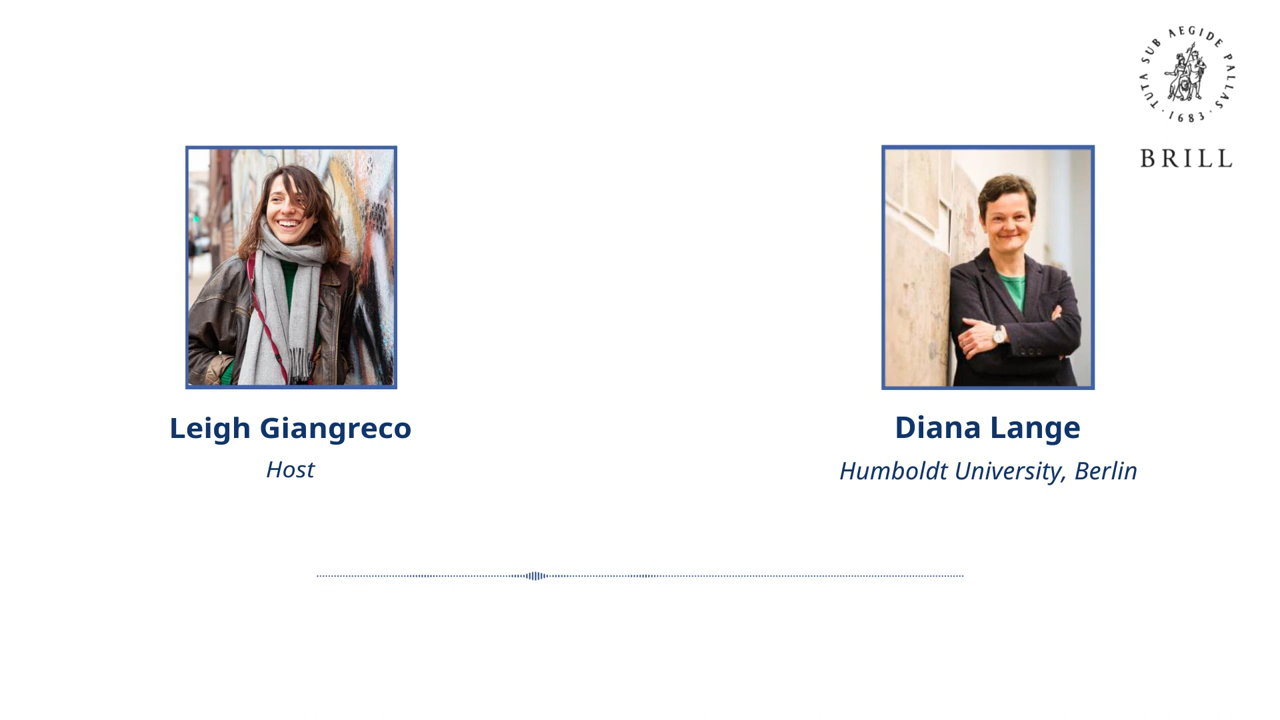 TUTA SUB AEGIDE PALLAS · 1683 ·
BRILL
Leigh Giangreco
Host
Diana Lange
Humboldt University, Berlin